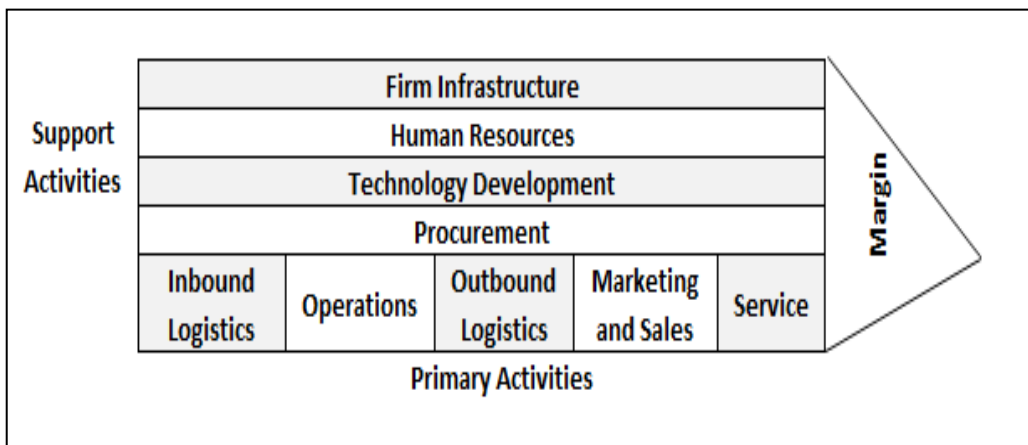 Firm Infrastructure
Support
Activities
Human Resources
Technology Development
Procurement
Inbound
Logistics
Operations
Outbound
Logistics
Marketing
and Sales
Service
Margin
Primary Activities